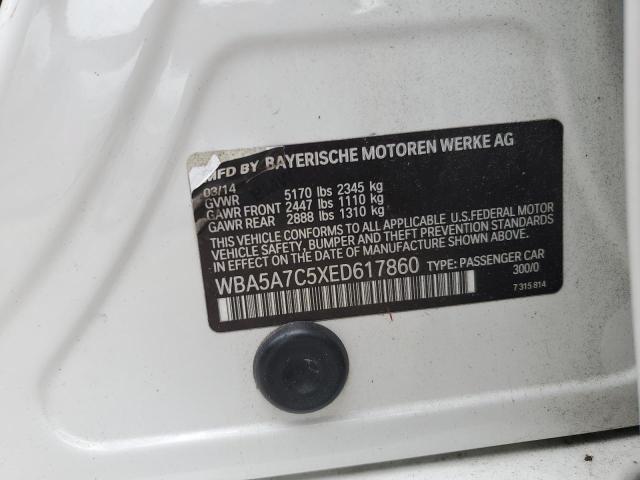 MFD BY BAYERISCHE MOTOREN WERKE AG
03/14
GVWR 5170 lbs 2345 kg
GAWR FRONT 2447 lbs 1110 kg
GAWR REAR 2888 lbs 1310 kg
THIS VEHICLE CONFORMS TO ALL APPLICABLE U.S.FEDERAL MOTOR
VEHICLE SAFETY, BUMPER, AND THEFT PREVENTION STANDARDS
IN EFFECT ON THE DATE OF MANUFACTURE SHOWN ABOVE.
WBA5A7C5XED617860 TYPE: PASSENGER CAR
300/0
7 315 814